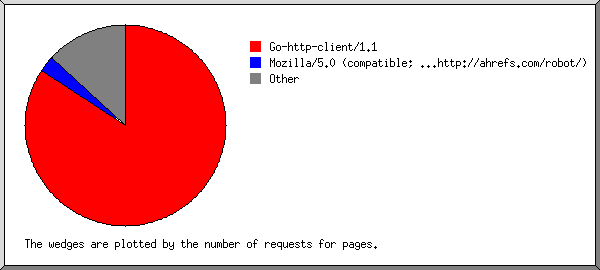 Go-http-client/1.1
Mozilla/5.0 (compatible; ...http://ahrefs.com/robot/)
Other
The wedges are plotted by the number of requests for pages.